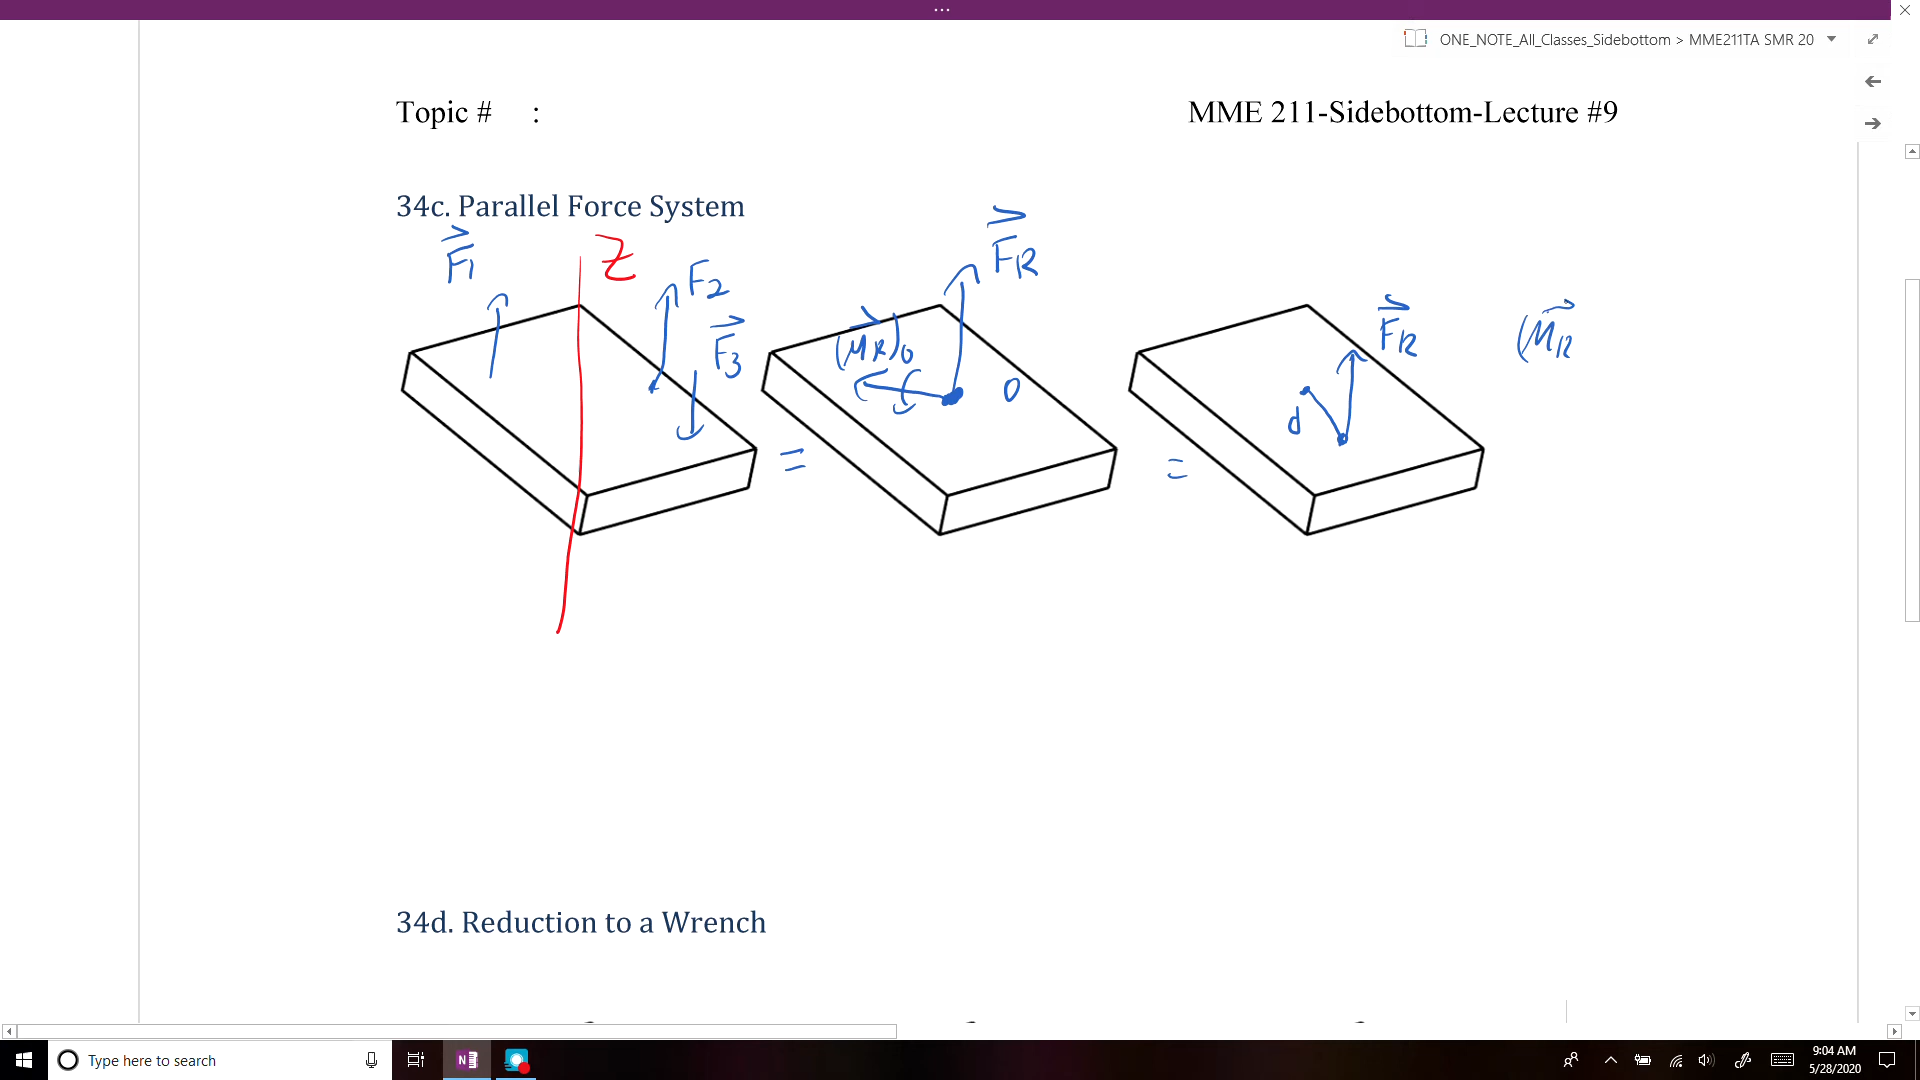 ...
ONE_NOTE_All_Classes_Sidebottom > MME211TA SMR 20
Topic # :
MME 211-Sidebottom-Lecture #9
34c. Parallel Force System
F1
Z
F2
F3
(MR)o
FR
O
=
=
d
FR
(MR
34d. Reduction to a Wrench
Type here to search
9:04 AM
5/28/2020